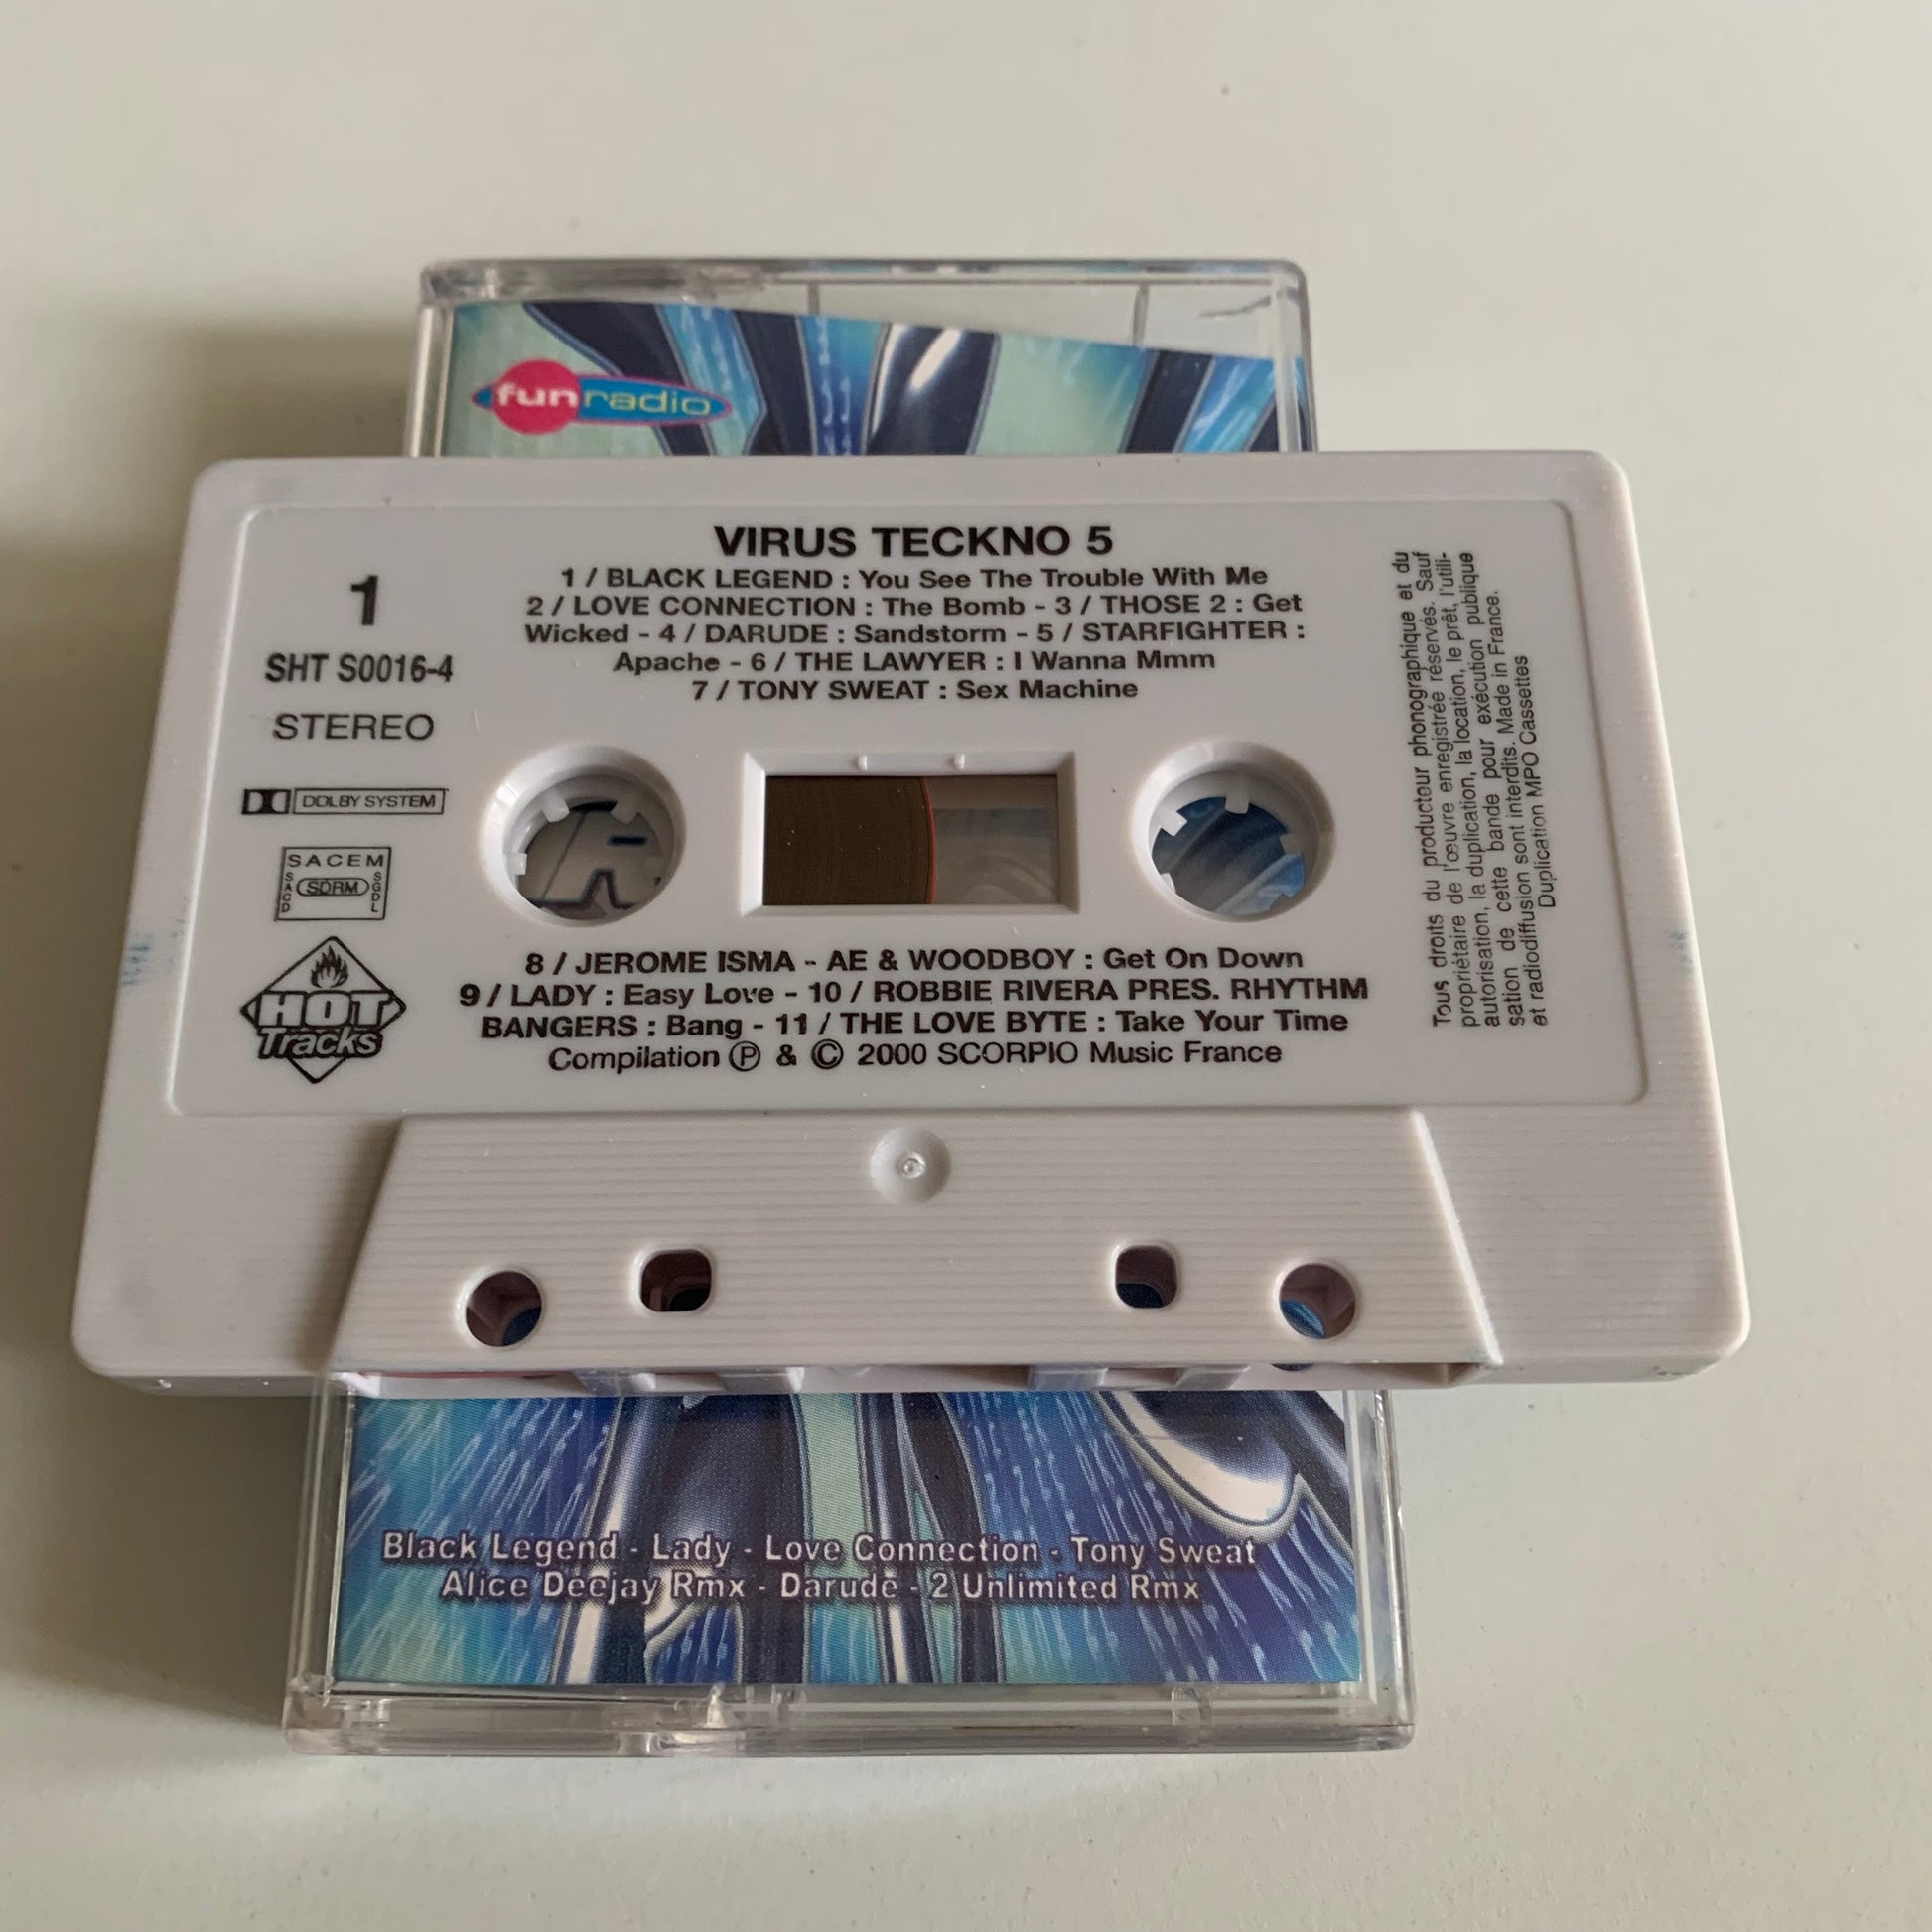 fun radio
VIRUS TECKNO 5
1 / BLACK LEGEND : You See The Trouble With Me
2 / LOVE CONNECTION : The Bomb - 3 / THOSE 2 : Get
Wicked - 4 / DARUDE : Sandstorm - 5 / STARFIGHTER :
Apache - 6 / THE LAWYER : I Wanna Mmm
7 / TONY SWEAT : Sex Machine
1
SHT S0016-4
STEREO
DOLBY SYSTEM
SACEM
SACD
SDRM
SGDL
HOT
Tracks
8 / JEROME ISMA - AE & WOODBOY : Get On Down
9 / LADY : Easy Love - 10 / ROBBIE RIVERA PRES. RHYTHM
BANGERS : Bang - 11 / THE LOVE BYTE : Take Your Time
Compilation ℗ & © 2000 SCORPIO Music France
Tous droits du producteur phonographique et du
propriétaire de l'œuvre enregistrée réservés. Sauf
autorisation, la duplication, la location, le prêt, l'utili-
sation de cette bande pour exécution publique
et radiodiffusion sont interdits. Made in France.
Duplication MPO Cassettes
Black Legend - Lady - Love Connection - Tony Sweat
Alice Deejay Rmx - Darude - 2 Unlimited Rmx